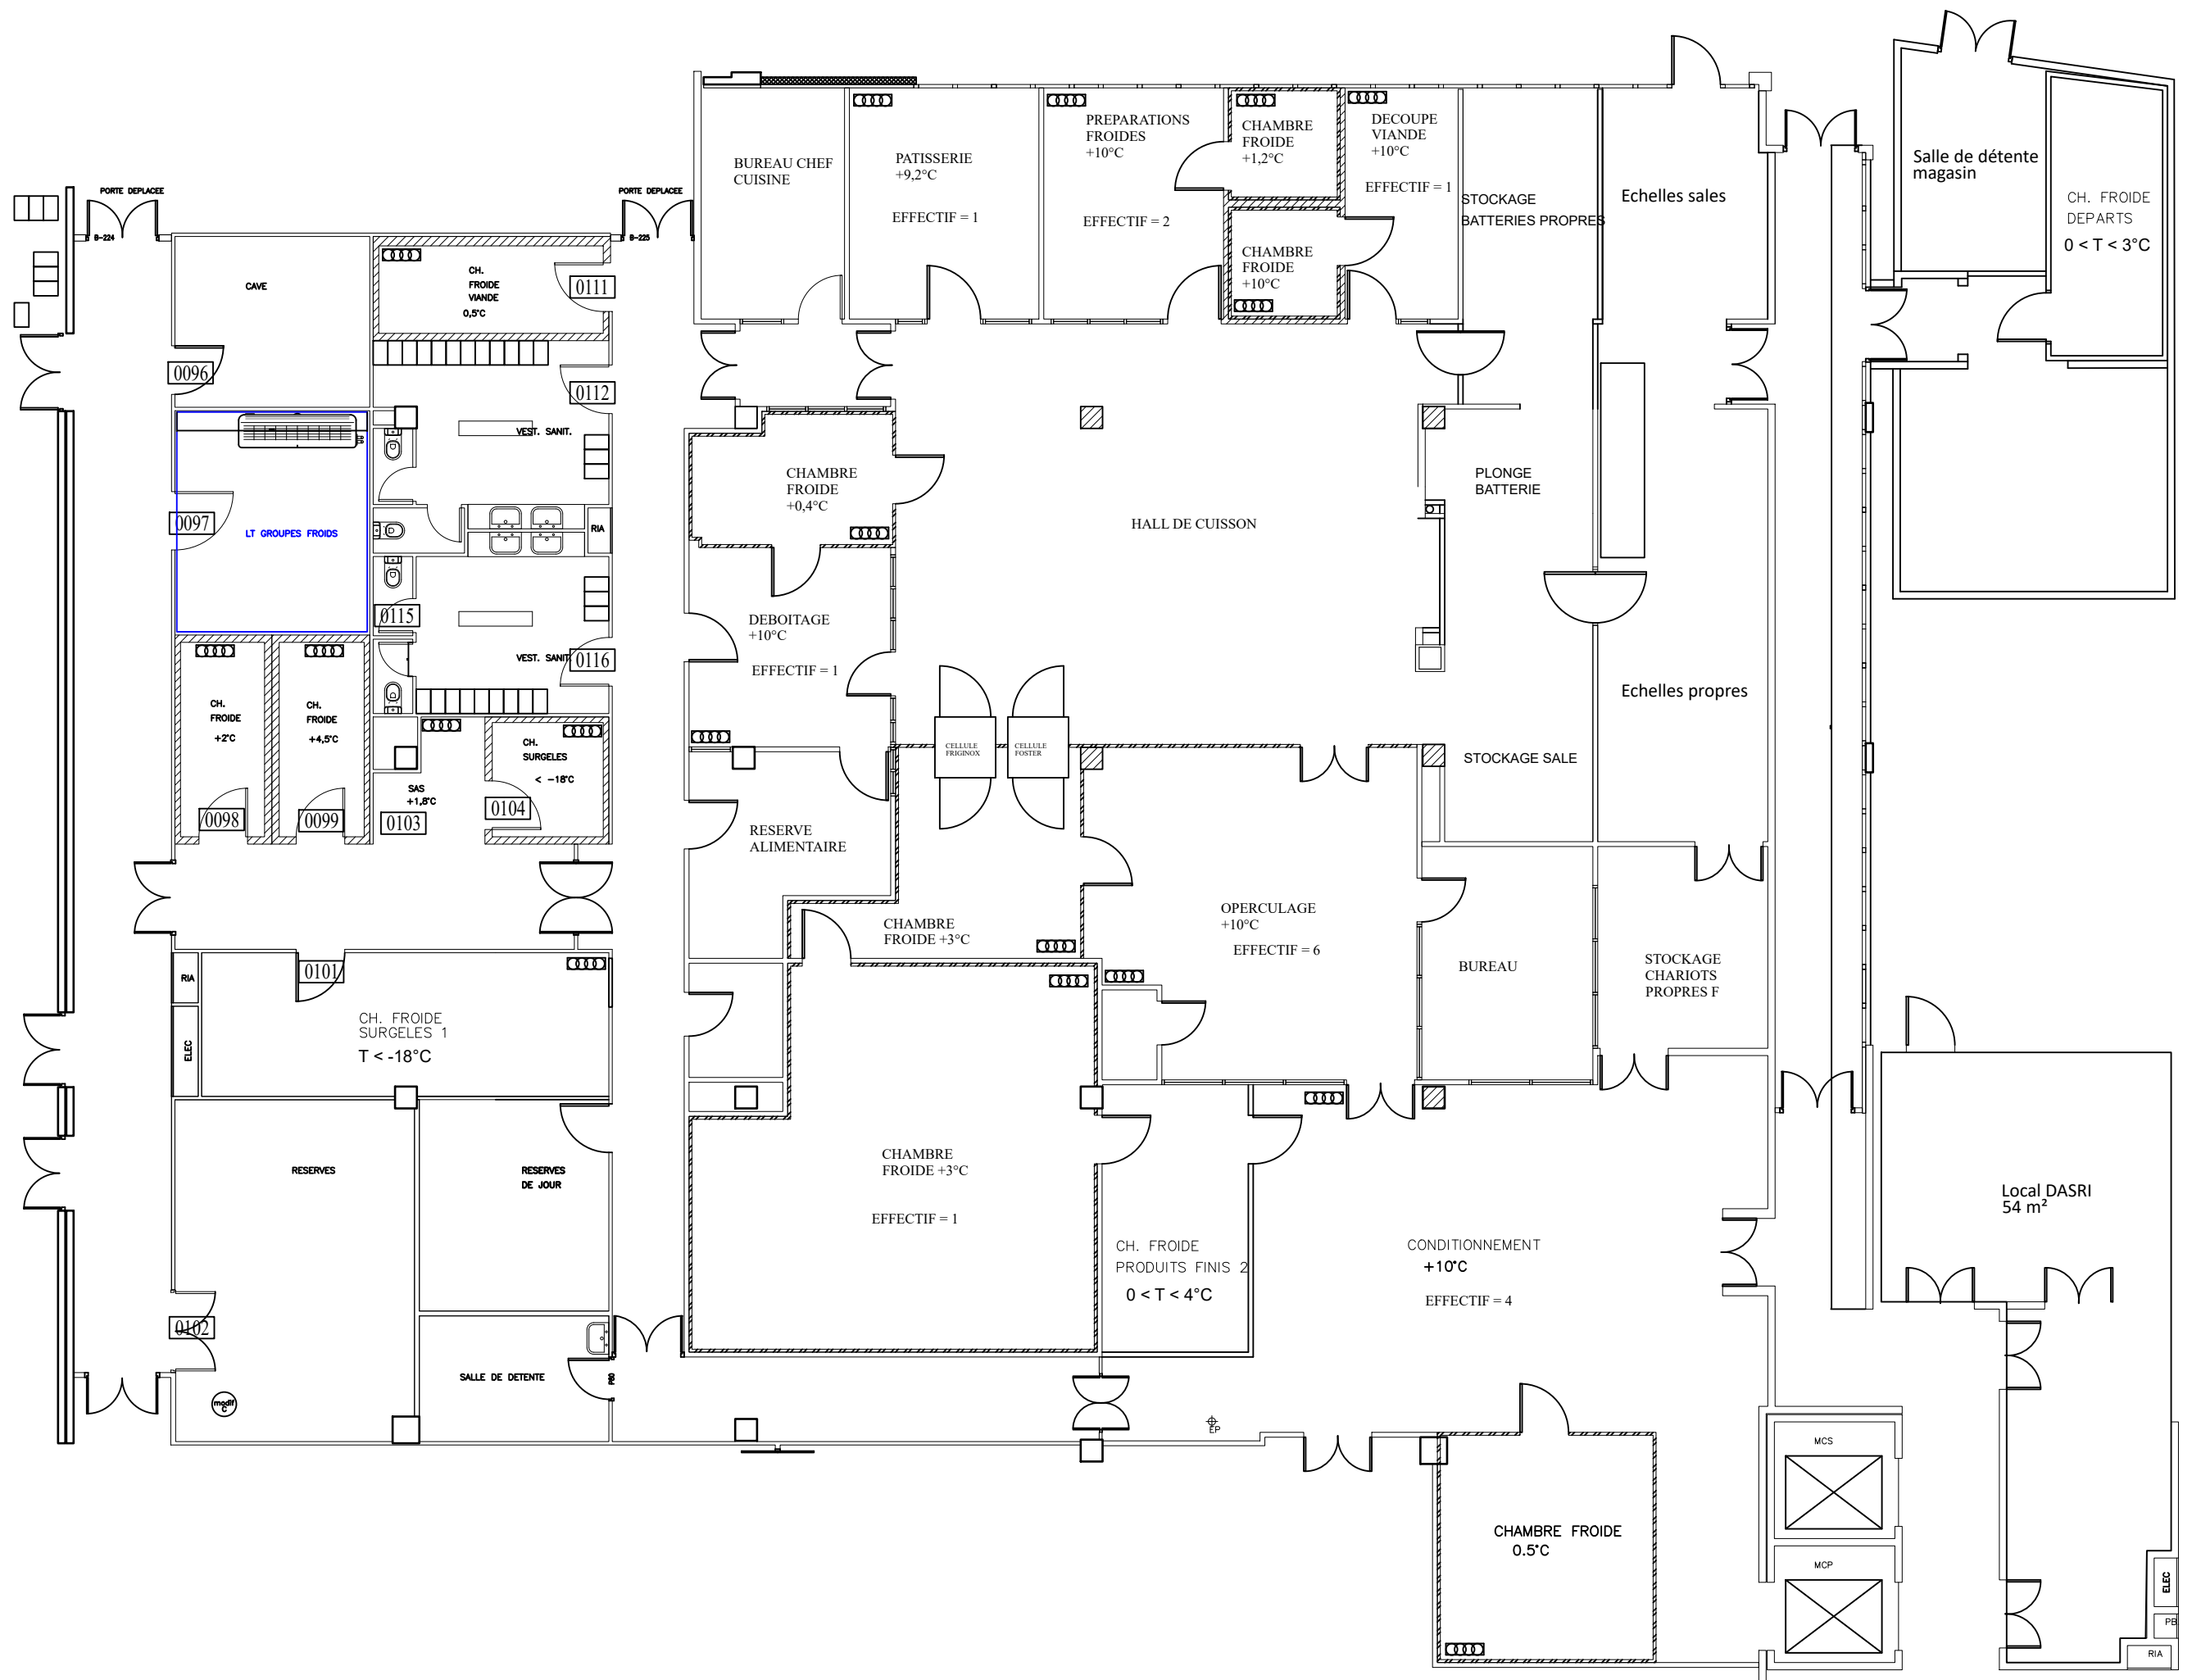 PORTE DEPLACEE
B-224
PORTE DEPLACEE
B-225
CAVE
CH.
FROIDE
VIANDE
0,5°C
0111
0096
0112
VEST. SANIT.
0097
LT GROUPES FROIDS
RIA
0115
VEST. SANIT.
0116
CH.
FROIDE
+2°C
CH.
FROIDE
+4,5°C
CH.
SURGELES
< -18°C
SAS
+1,8°C
0098
0099
0103
0104
RIA
0101
ELEC
CH. FROIDE
SURGELES 1
T < -18°C
RESERVES
RESERVES
DE JOUR
0102
SALLE DE DETENTE
P80
modif
C
BUREAU CHEF
CUISINE
PATISSERIE
+9,2°C
EFFECTIF = 1
PREPARATIONS
FROIDES
+10°C
EFFECTIF = 2
CHAMBRE
FROIDE
+1,2°C
CHAMBRE
FROIDE
+10°C
DECOUPE
VIANDE
+10°C
EFFECTIF = 1
STOCKAGE
BATTERIES PROPRES
Echelles sales
Salle de détente
magasin
CH. FROIDE
DEPARTS
0 < T < 3°C
CHAMBRE
FROIDE
+0,4°C
HALL DE CUISSON
PLONGE
BATTERIE
DEBOITAGE
+10°C
EFFECTIF = 1
CELLULE
FRIGINOX
CELLULE
FOSTER
STOCKAGE SALE
Echelles propres
RESERVE
ALIMENTAIRE
CHAMBRE
FROIDE +3°C
OPERCULAGE
+10°C
EFFECTIF = 6
BUREAU
STOCKAGE
CHARIOTS
PROPRES F
CHAMBRE
FROIDE +3°C
EFFECTIF = 1
CH. FROIDE
PRODUITS FINIS 2
0 < T < 4°C
CONDITIONNEMENT
+10°C
EFFECTIF = 4
Local DASRI
54 m²
EP
CHAMBRE FROIDE
0.5°C
MCS
MCP
ELEC
PB
RIA